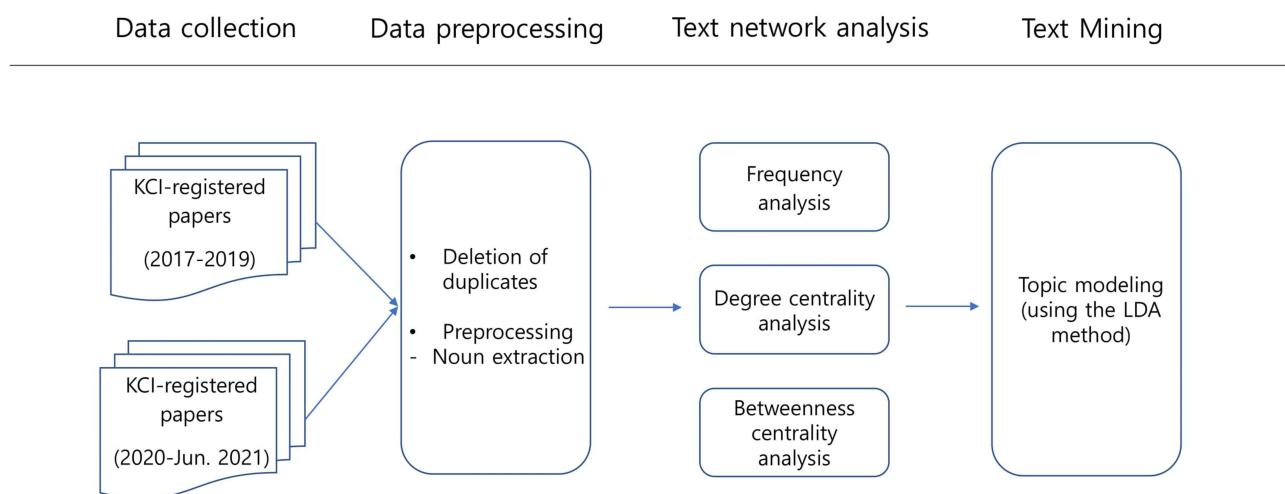 Data collection
Data preprocessing
Text network analysis
Text Mining
KCI-registered
papers
(2017-2019)
KCI-registered
papers
(2020-Jun. 2021)
• Deletion of
duplicates
• Preprocessing
- Noun extraction
Frequency
analysis
Degree centrality
analysis
Betweenness
centrality
analysis
Topic modeling
(using the LDA
method)